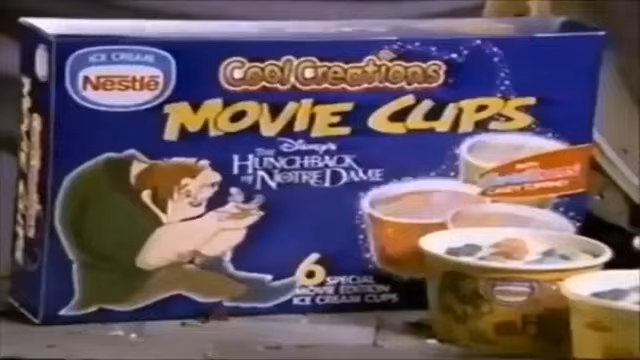 ICE CREAM
Nestlé
Cool Creations
MOVIE CUPS
Disney's
THE HUNCHBACK
OF NOTRE DAME
6 SPECIAL
MOVIE EDITION
ICE CREAM CUPS